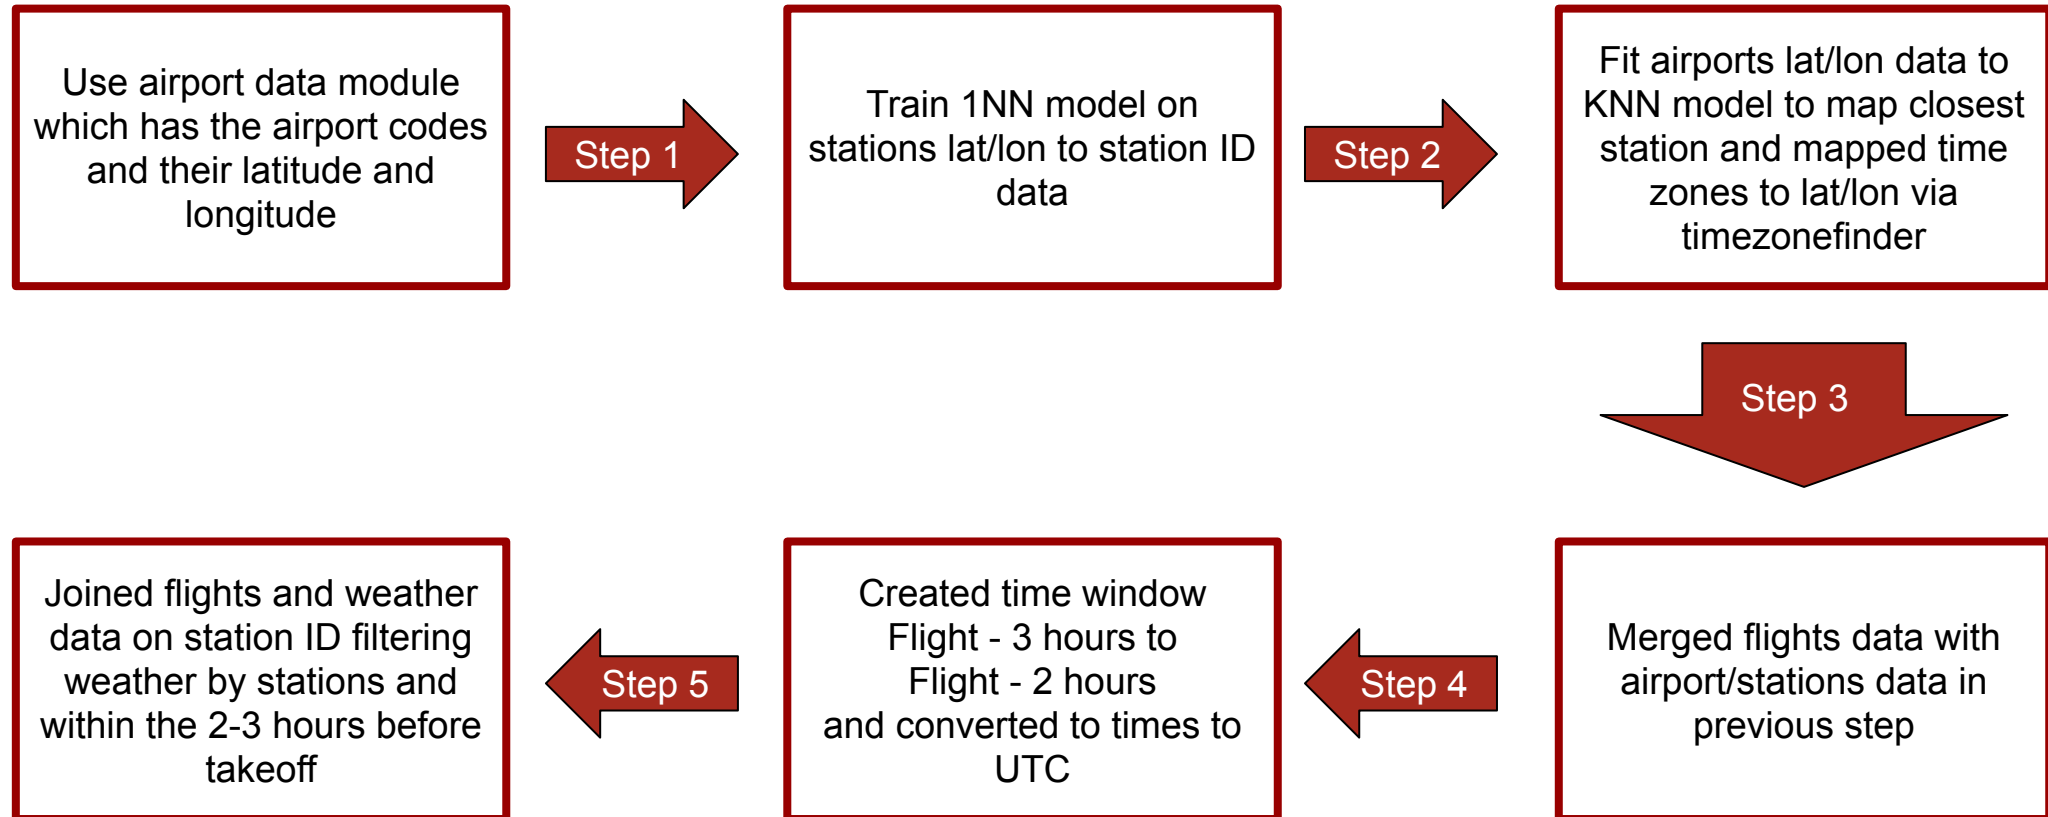 Use airport data module
which has the airport codes
and their latitude and
longitude
Step 1
Train 1NN model on
stations lat/lon to station ID
data
Step 2
Fit airports lat/lon data to
KNN model to map closest
station and mapped time
zones to lat/lon via
timezonefinder
Step 3
Merged flights data with
airport/stations data in
previous step
Step 4
Created time window
Flight - 3 hours to
Flight - 2 hours
and converted to times to
UTC
Step 5
Joined flights and weather
data on station ID filtering
weather by stations and
within the 2-3 hours before
takeoff